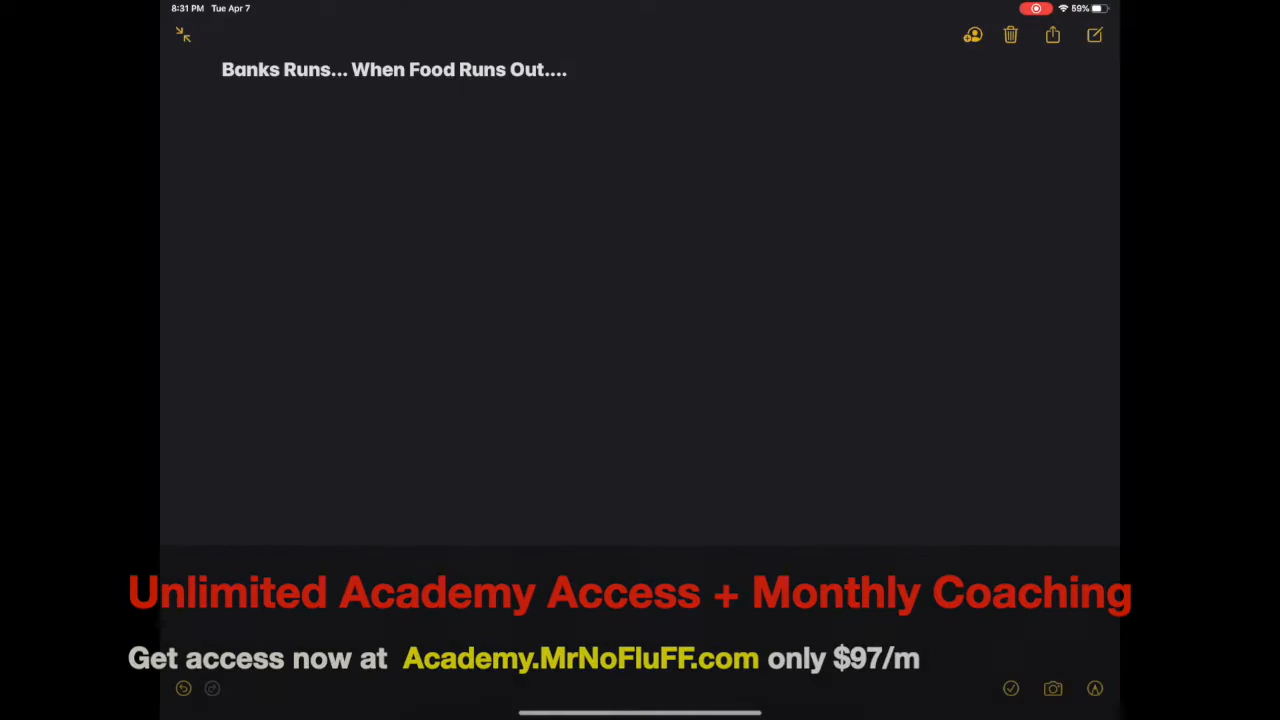 8:31 PM Tue Apr 7 59%
Banks Runs... When Food Runs Out....
Unlimited Academy Access + Monthly Coaching
Get access now at Academy.MrNoFluFF.com only $97/m